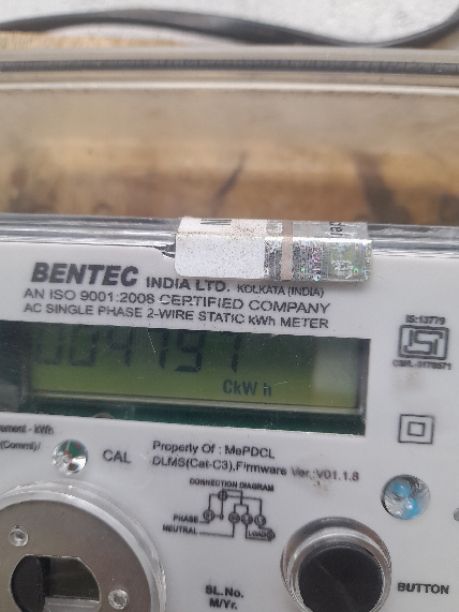 BENTEC INDIA LTD. KOLKATA (INDIA)
AN ISO 9001:2008 CERTIFIED COMPANY
AC SINGLE PHASE 2-WIRE STATIC kWh METER
IS:13779
ISI
004197
CkW h
CAL
Property Of : MePDCL
DLMS(Cat-C3),Firmware Ver.:V01.1.8
CONNECTION DIAGRAM
PHASE
NEUTRAL
LOAD
SL.No.
M/Yr.
BUTTON